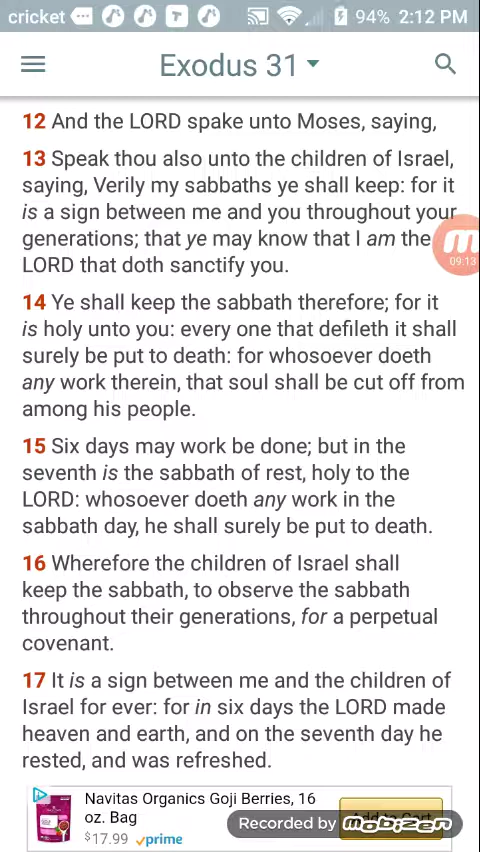 cricket 94% 2:12 PM
Exodus 31
12 And the LORD spake unto Moses, saying,
13 Speak thou also unto the children of Israel,
saying, Verily my sabbaths ye shall keep: for it
is a sign between me and you throughout your
generations; that ye may know that I am the
LORD that doth sanctify you.
09:13
14 Ye shall keep the sabbath therefore; for it
is holy unto you: every one that defileth it shall
surely be put to death: for whosoever doeth
any work therein, that soul shall be cut off from
among his people.
15 Six days may work be done; but in the
seventh is the sabbath of rest, holy to the
LORD: whosoever doeth any work in the
sabbath day, he shall surely be put to death.
16 Wherefore the children of Israel shall
keep the sabbath, to observe the sabbath
throughout their generations, for a perpetual
covenant.
17 It is a sign between me and the children of
Israel for ever: for in six days the LORD made
heaven and earth, and on the seventh day he
rested, and was refreshed.
Navitas Organics Goji Berries, 16
oz. Bag
$17.99 prime
Recorded by mobizen